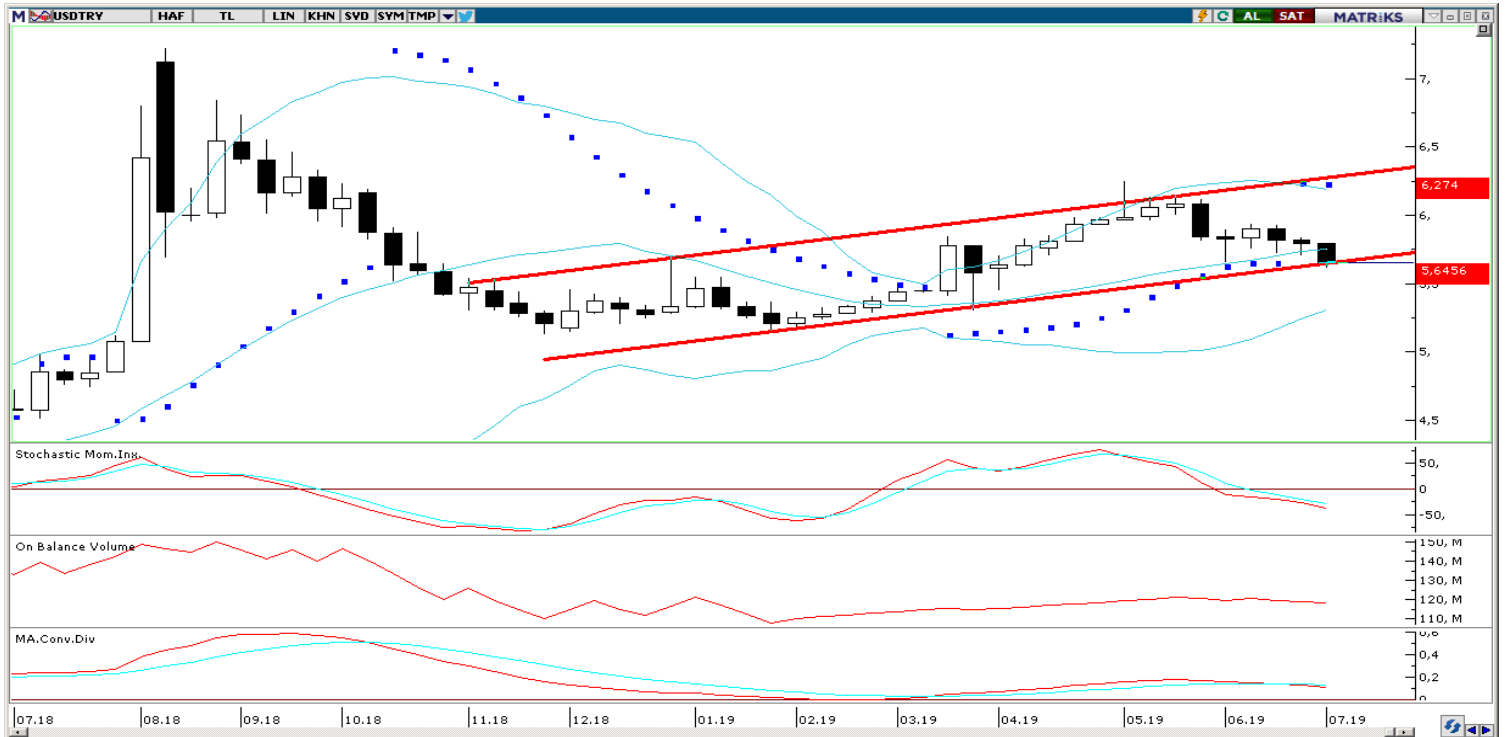 M USDTRY HAF TL LIN KHN SVD SYM TMP C AL SAT MATRiKS
7,
6,5
6,274
6,
5,6456
5,
4,5
Stochastic Mom.Inx.
50,
0
-50,
On Balance Volume
150, M
140, M
130, M
120, M
110, M
MA.Conv.Div
0,6
0,4
0,2
0
07.18 08.18 09.18 10.18 11.18 12.18 01.19 02.19 03.19 04.19 05.19 06.19 07.19